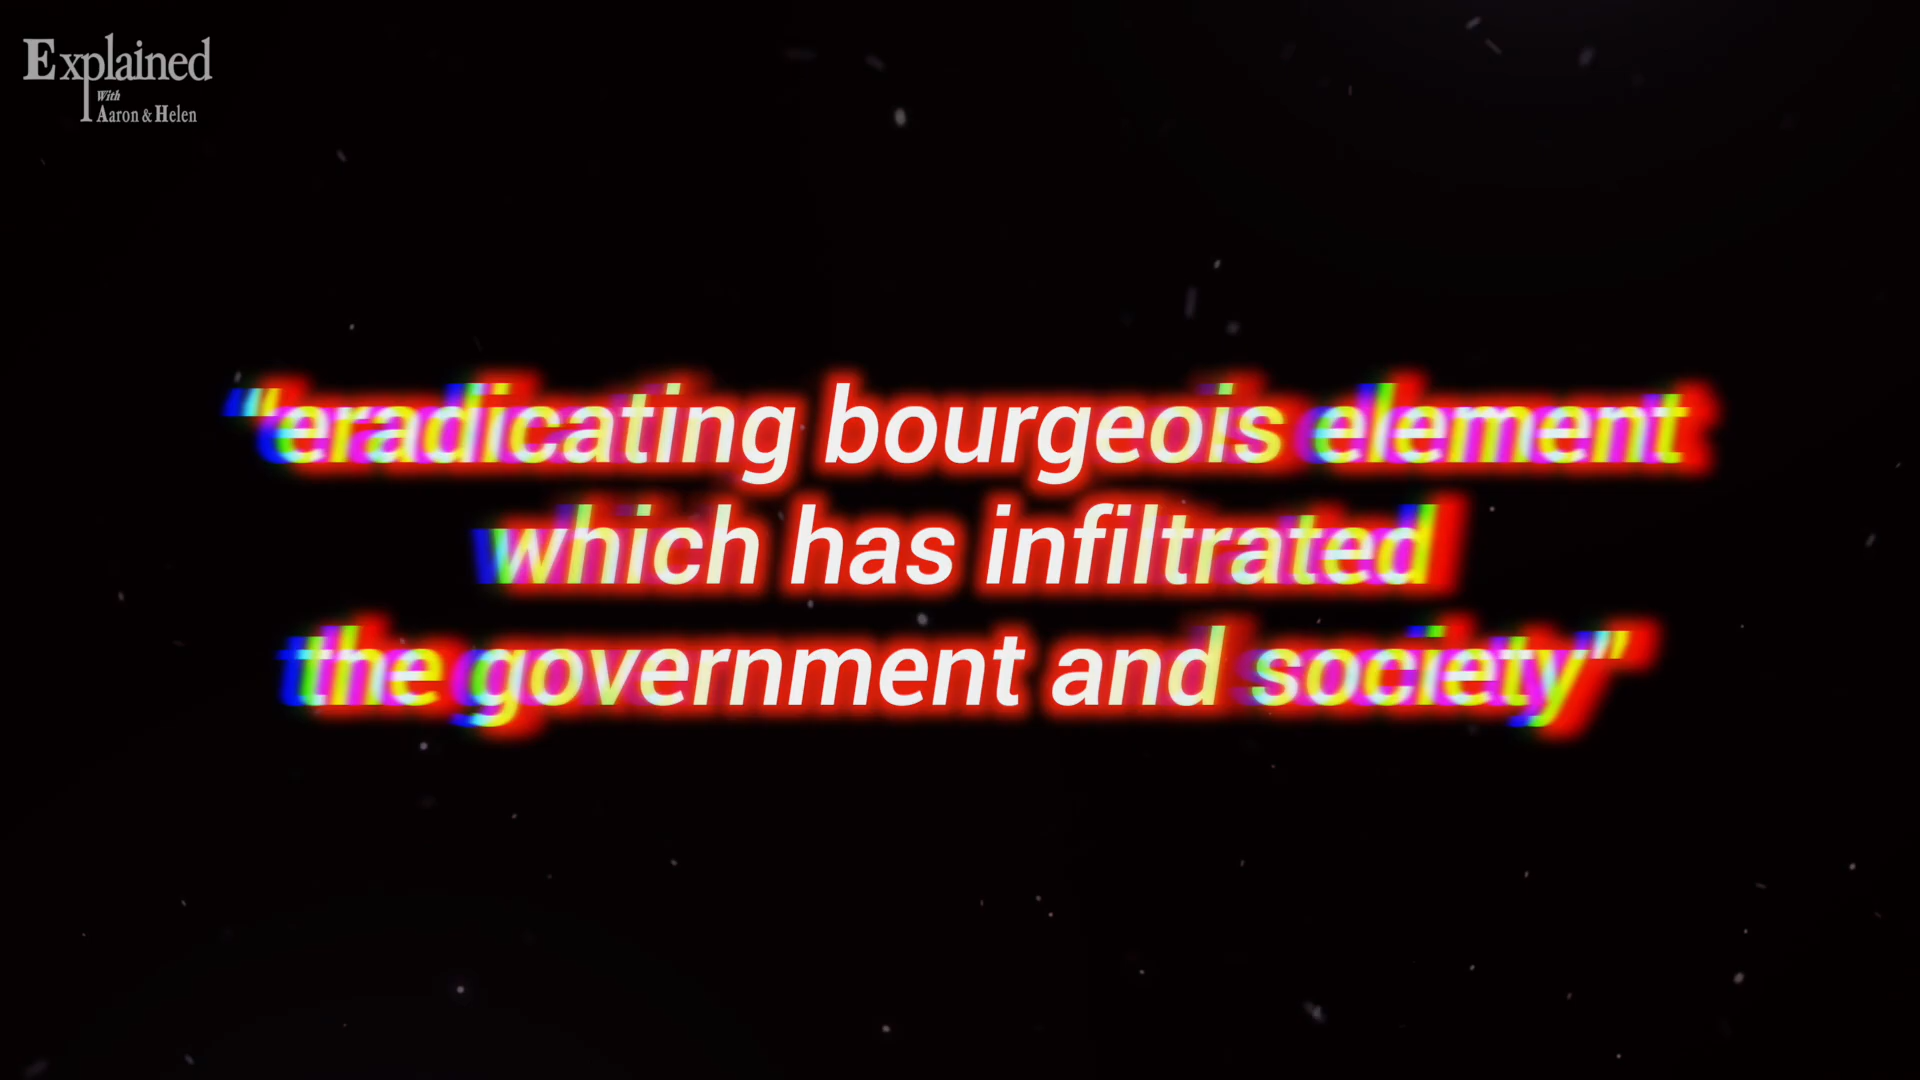 Explained
With
Aaron & Helen
"eradicating bourgeois element
which has infiltrated
the government and society"